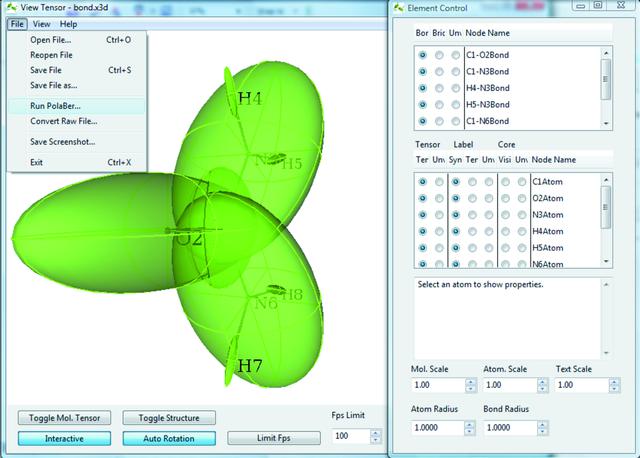 View Tensor - bond.x3d
File View Help
Open File... Ctrl+O
Reopen File
Save File Ctrl+S
Save File as...
Run PolaBer...
Convert Raw File...
Save Screenshot...
Exit Ctrl+X
H4
H5
O2
H8
N6
H7
Toggle Mol. Tensor
Toggle Structure
Fps Limit
Interactive
Auto Rotation
Limit Fps
100
Element Control
Bor Bric Um Node Name
C1-O2Bond
C1-N3Bond
H4-N3Bond
H5-N3Bond
C1-N6Bond
Tensor Label Core
Ter Um Syn Ter Um Visi Um Node Name
C1Atom
O2Atom
N3Atom
H4Atom
H5Atom
N6Atom
Select an atom to show properties.
Mol. Scale Atom. Scale Text Scale
1.00 1.00 1.00
Atom Radius Bond Radius
1.0000 1.0000